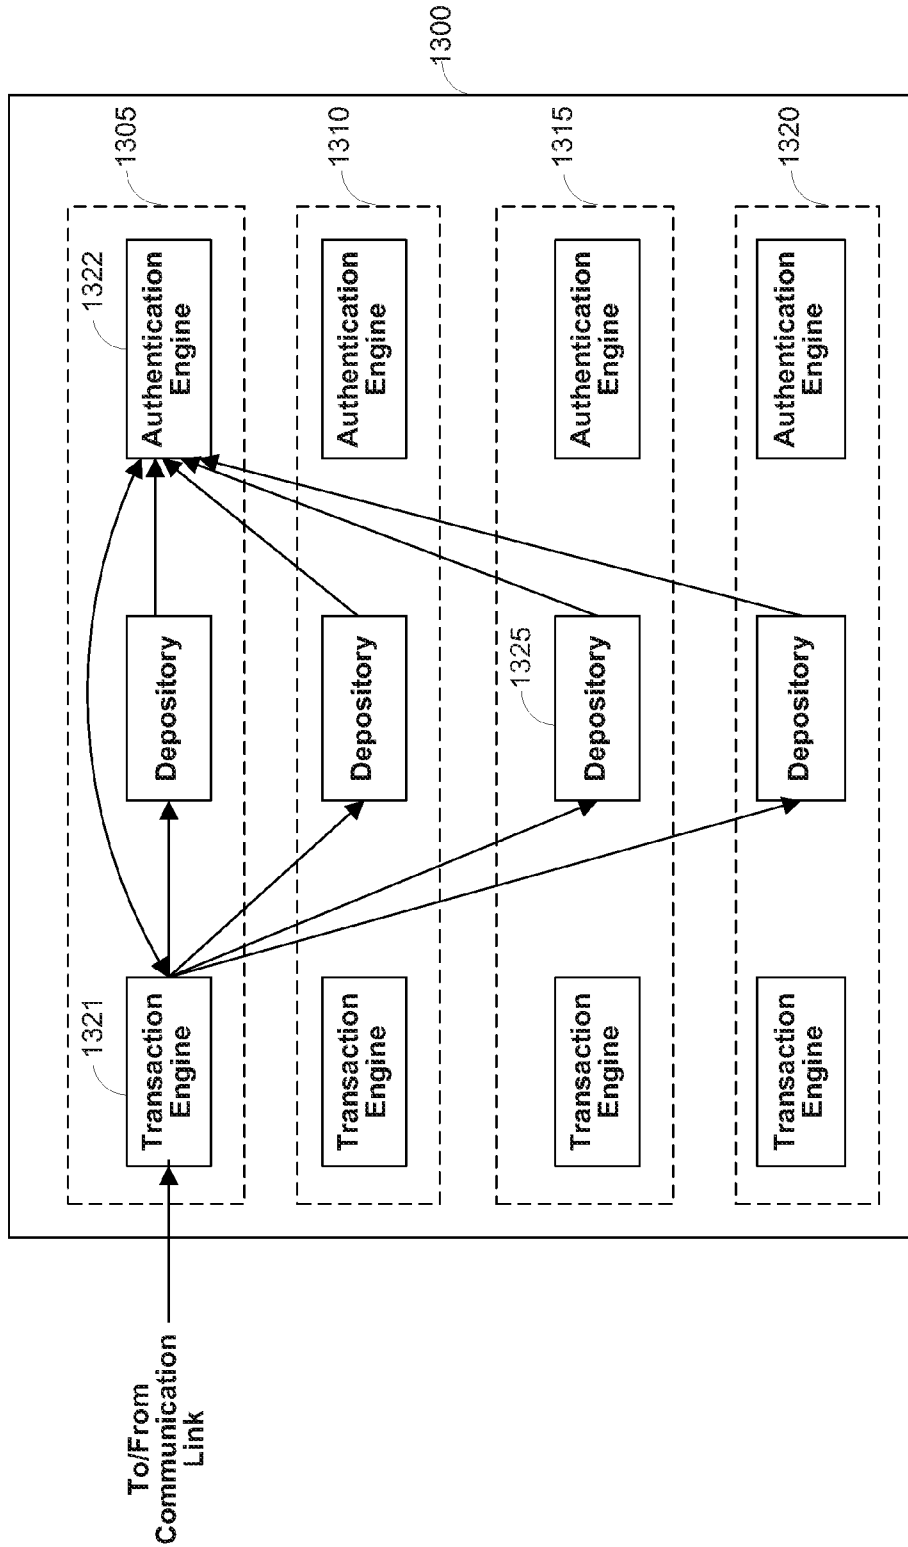 1300
1305
1322
1321
Transaction
Engine
Depository
Authentication
Engine
To/From
Communication
Link
1310
Transaction
Engine
Depository
Authentication
Engine
1315
1325
Transaction
Engine
Depository
Authentication
Engine
1320
Transaction
Engine
Depository
Authentication
Engine